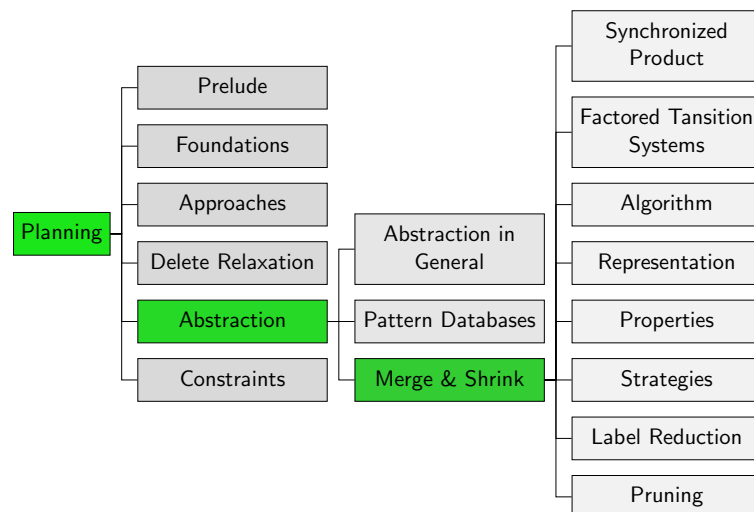 Planning
Prelude
Foundations
Approaches
Delete Relaxation
Abstraction
Constraints
Abstraction in
General
Pattern Databases
Merge & Shrink
Synchronized
Product
Factored Tansition
Systems
Algorithm
Representation
Properties
Strategies
Label Reduction
Pruning